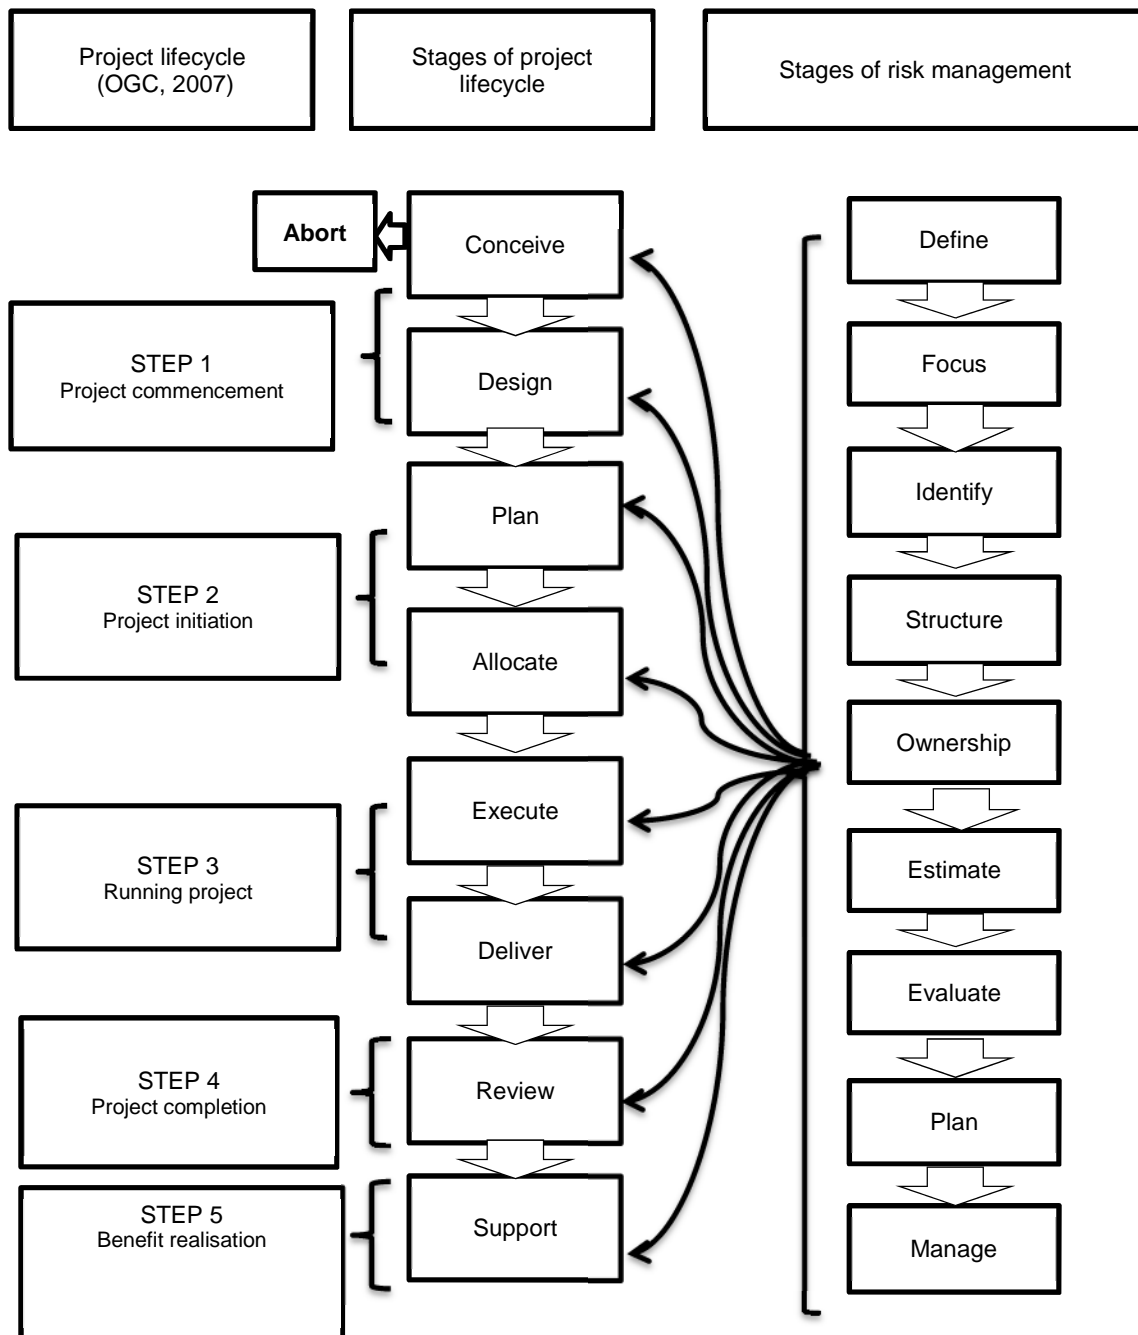 Project lifecycle
(OGC, 2007)
Stages of project
lifecycle
Stages of risk management
Abort
Conceive
Define
STEP 1
Project commencement
Design
Focus
Plan
Identify
STEP 2
Project initiation
Allocate
Structure
Execute
Ownership
STEP 3
Running project
Deliver
Estimate
Evaluate
STEP 4
Project completion
Review
Plan
STEP 5
Benefit realisation
Support
Manage